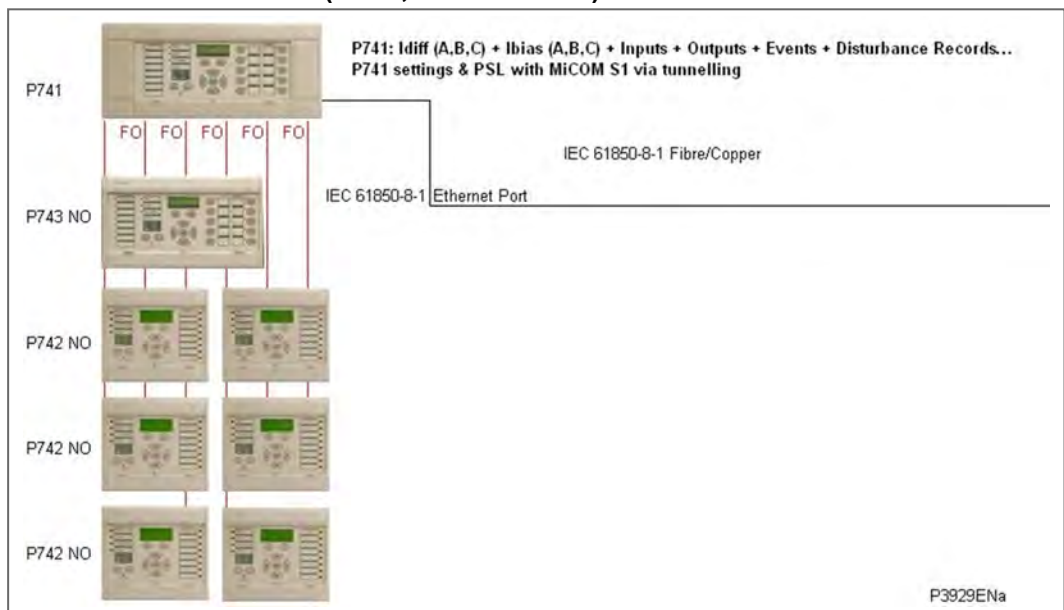 P741: Idiff (A,B,C) + Ibias (A,B,C) + Inputs + Outputs + Events + Disturbance Records...
P741 settings & PSL with MiCOM S1 via tunnelling
P741
FO FO FO FO FO
IEC 61850-8-1 Fibre/Copper
IEC 61850-8-1 Ethernet Port
P743 NO
P742 NO
P742 NO
P742 NO
P3929ENa